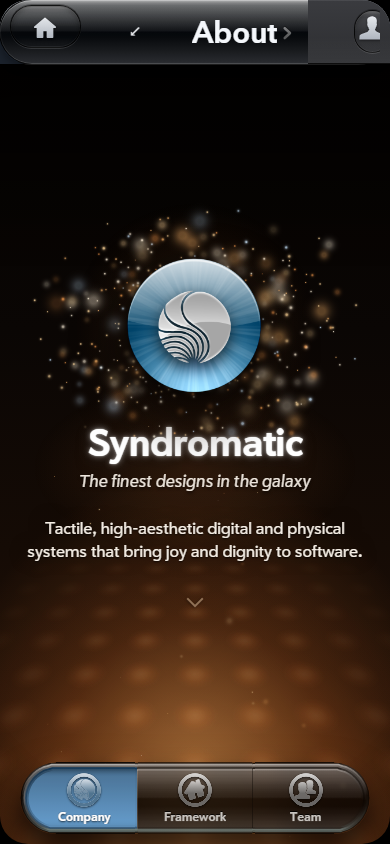 About
Syndromatic
The finest designs in the galaxy
Tactile, high-aesthetic digital and physical
systems that bring joy and dignity to software.
Company
Framework
Team